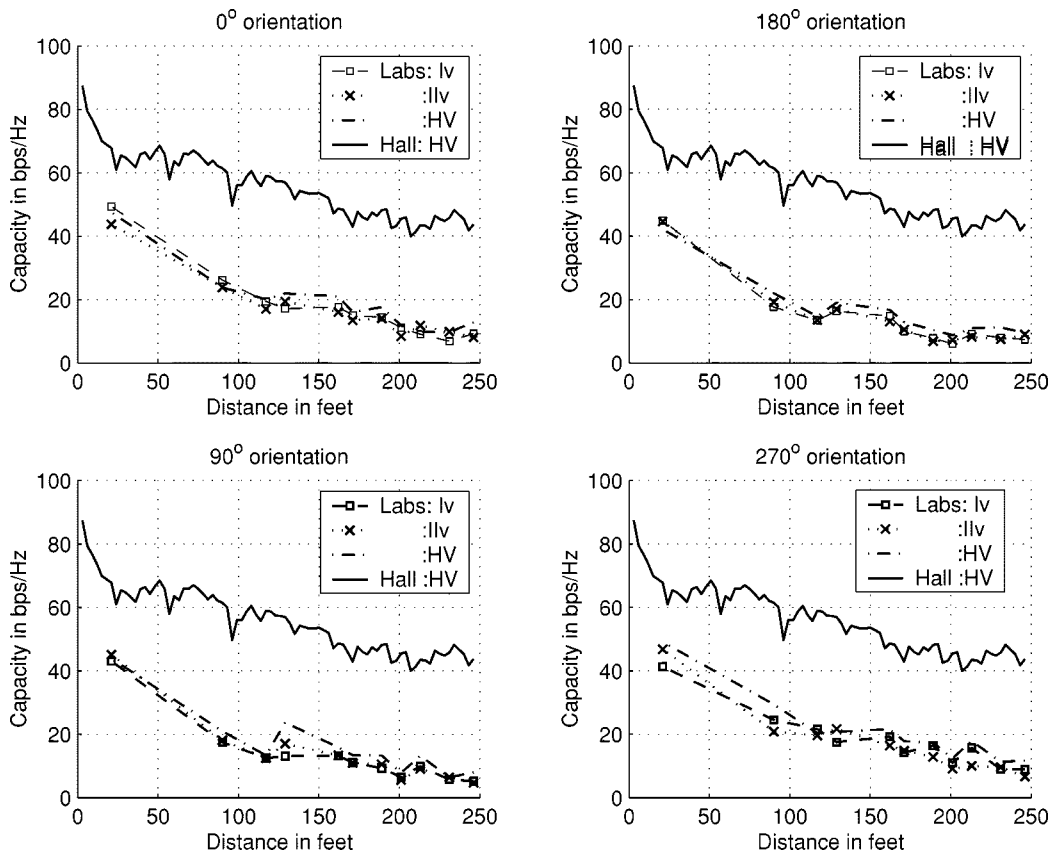 0° orientation
100
80
60
40
20
0
Capacity in bps/Hz
Labs: Iv
:IIv
:HV
Hall: HV
0 50 100 150 200 250
Distance in feet
180° orientation
100
80
60
40
20
0
Capacity in bps/Hz
Labs: Iv
:IIv
:HV
Hall : HV
0 50 100 150 200 250
Distance in feet
90° orientation
100
80
60
40
20
0
Capacity in bps/Hz
Labs: Iv
:IIv
:HV
Hall :HV
0 50 100 150 200 250
Distance in feet
270° orientation
100
80
60
40
20
0
Capacity in bps/Hz
Labs: Iv
:IIv
:HV
Hall :HV
0 50 100 150 200 250
Distance in feet